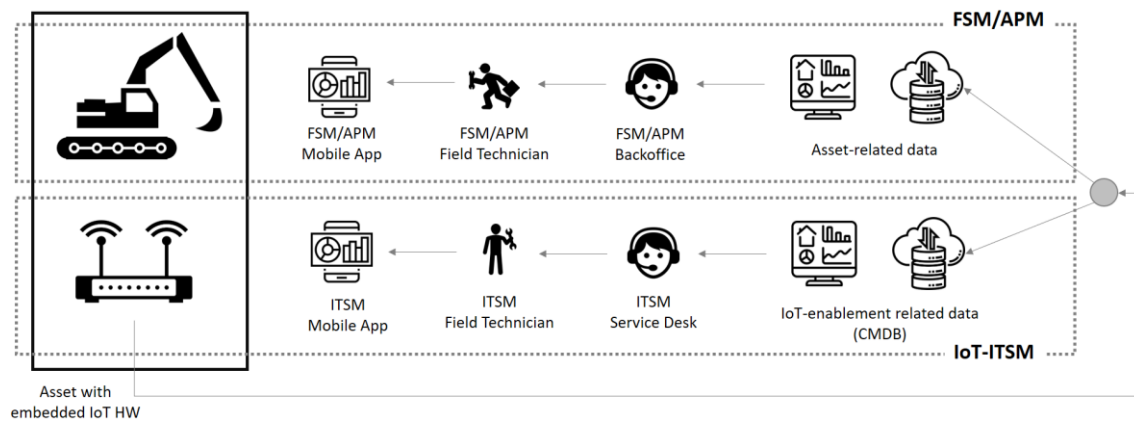 FSM/APM
FSM/APM
Mobile App
FSM/APM
Field Technician
FSM/APM
Backoffice
Asset-related data
ITSM
Mobile App
ITSM
Field Technician
ITSM
Service Desk
IoT-enablement related data
(CMDB)
IoT-ITSM
Asset with
embedded IoT HW